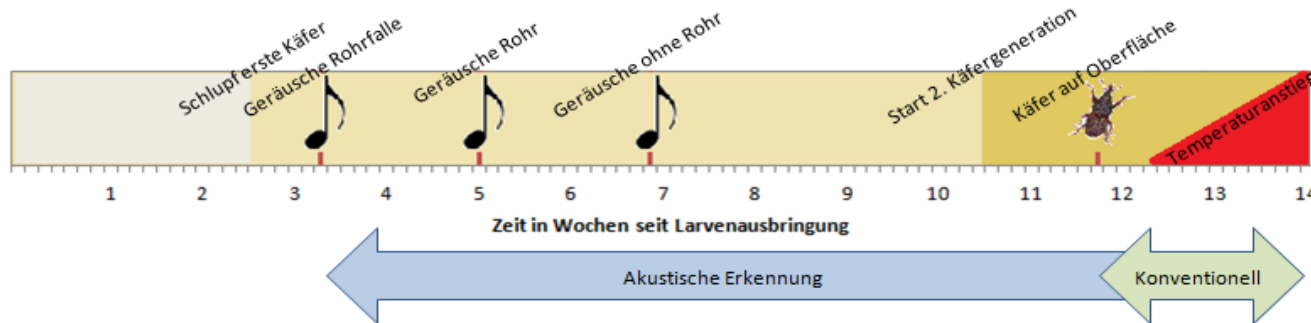 Schlupf erste Käfer
Geräusche Rohrfalle
Geräusche Rohr
Geräusche ohne Rohr
Start 2. Käfergeneration
Käfer auf Oberfläche
Temperaturanstieg
1 2 3 4 5 6 7 8 9 10 11 12 13 14
Zeit in Wochen seit Larvenausbringung
Akustische Erkennung
Konventionell